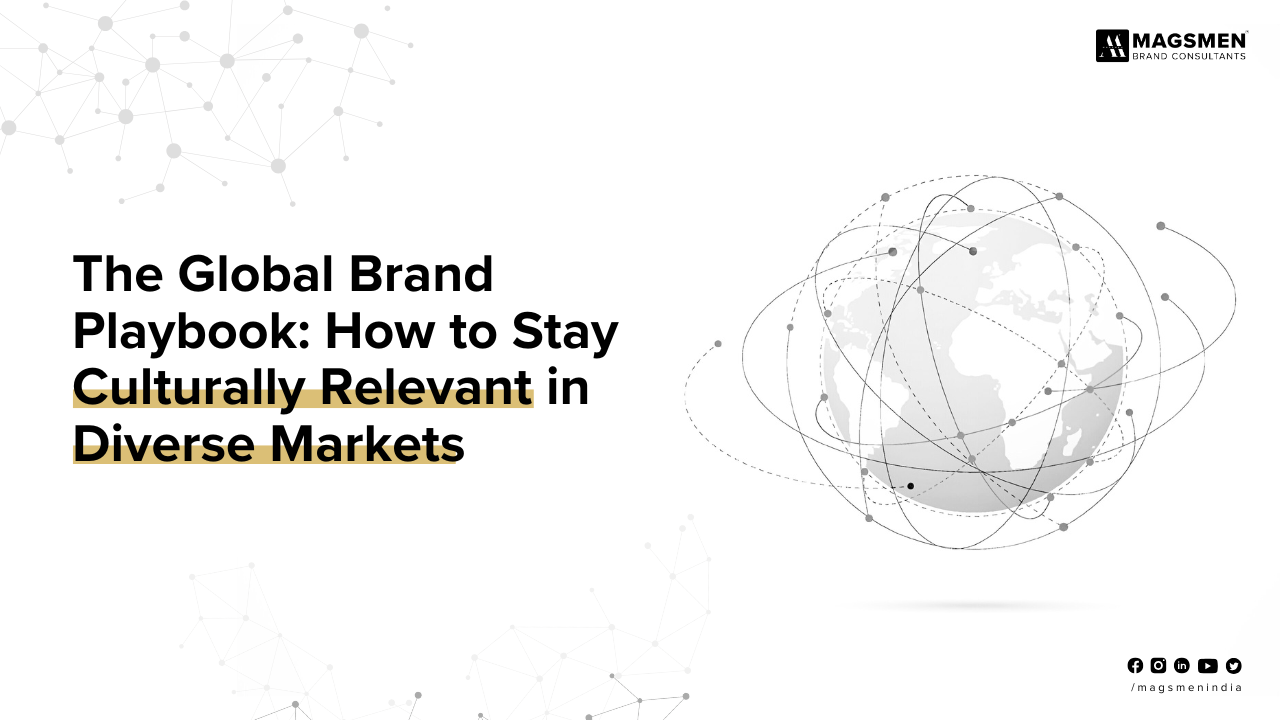 MAGSMEN
BRAND CONSULTANTS
The Global Brand
Playbook: How to Stay
Culturally Relevant in
Diverse Markets
/magsmenindia